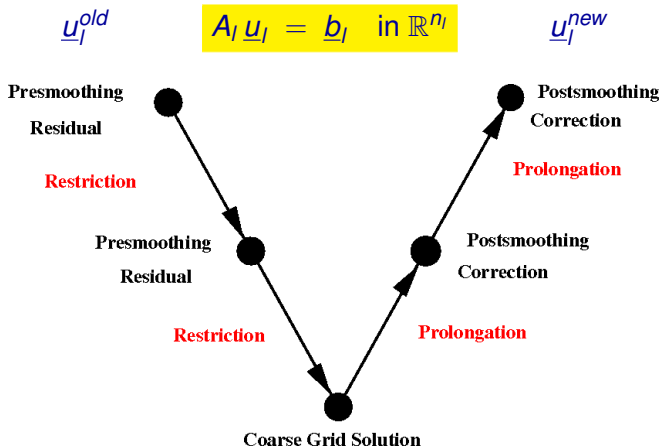 u_l^old   A_l u_l = b_l   in ℝ^n_l   u_l^new
Presmoothing   Postsmoothing
Residual   Correction
Restriction   Prolongation
Presmoothing   Postsmoothing
Residual   Correction
Restriction   Prolongation
Coarse Grid Solution